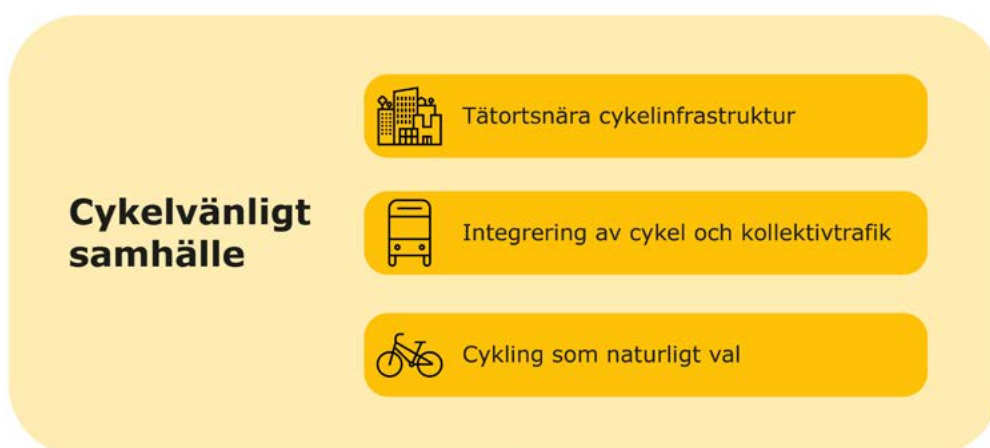 Cykelvänligt
samhälle
Tätortsnära cykelinfrastruktur
Integrering av cykel och kollektivtrafik
Cykling som naturligt val